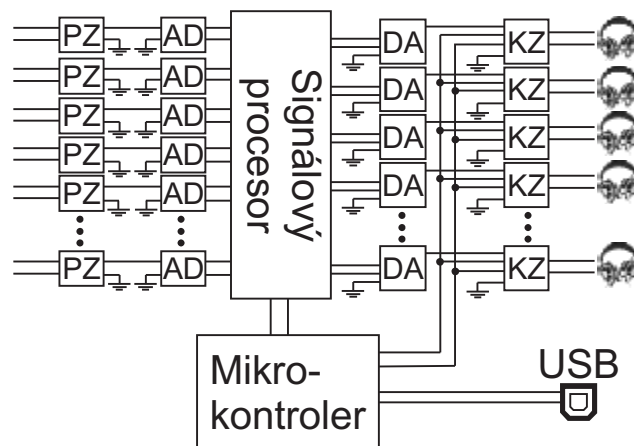 PZ AD DA KZ
PZ AD DA KZ
PZ AD DA KZ
PZ AD DA KZ
PZ AD
PZ AD DA KZ
Signálový
procesor
Mikro-
kontroler
USB